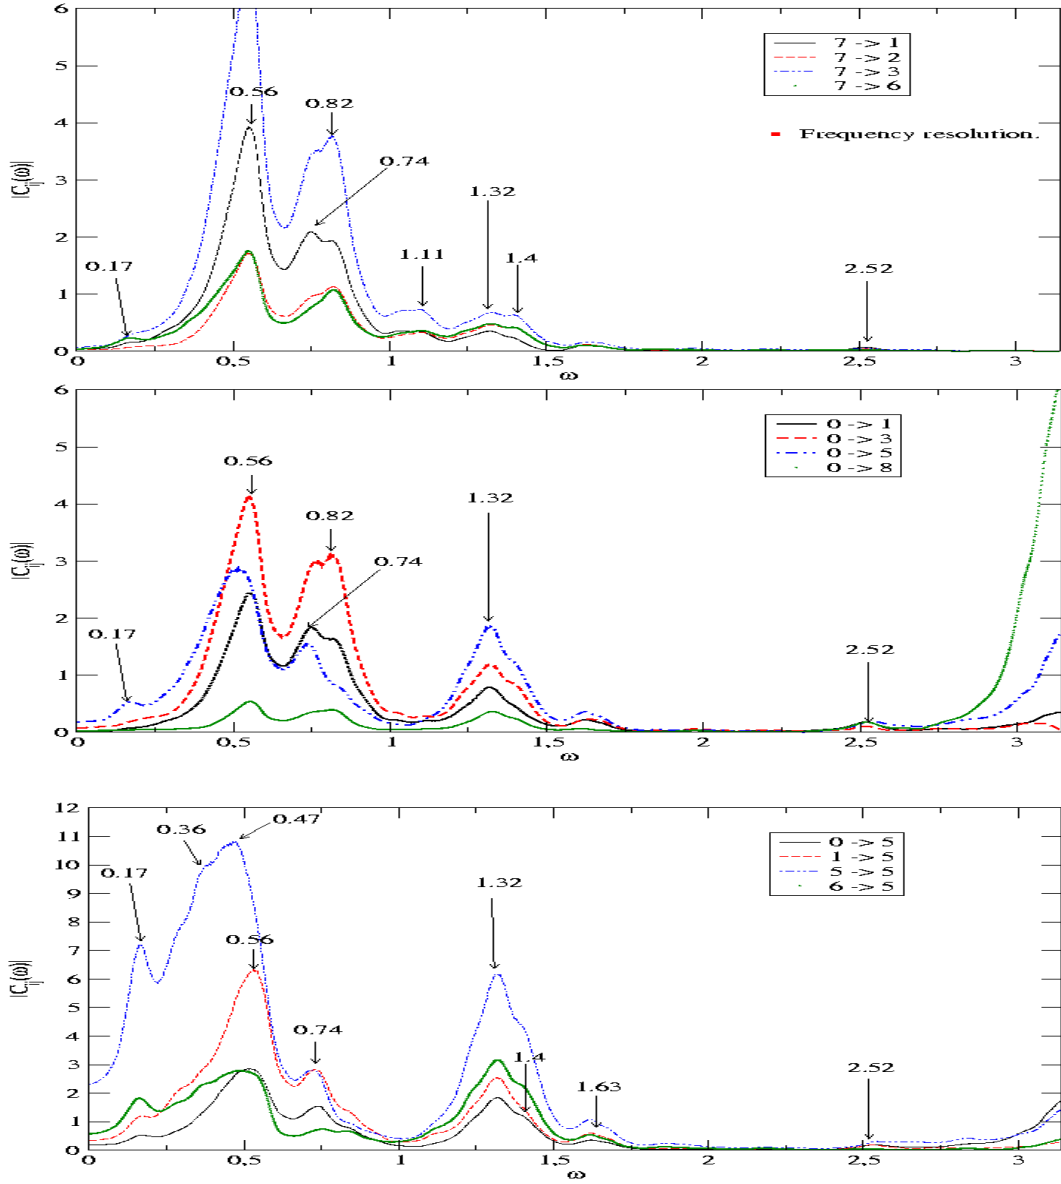 6
5
4
3
2
1
0
|C_ij(ω)|
0.17
0.56
0.82
0.74
1.11
1.32
1.4
2.52
7 -> 1
7 -> 2
7 -> 3
7 -> 6
Frequency resolution.
0 0,5 1 1,5 2 2,5 3
ω
6
5
4
3
2
1
0
|C_ij(ω)|
0.17
0.56
0.82
0.74
1.32
2.52
0 -> 1
0 -> 3
0 -> 5
0 -> 8
0 0,5 1 1,5 2 2,5 3
ω
12
11
10
9
8
7
6
5
4
3
2
1
0
|C_ij(ω)|
0.17
0.36
0.47
0.56
0.74
1.32
1.4
1.63
2.52
0 -> 5
1 -> 5
5 -> 5
6 -> 5
0 0,5 1 1,5 2 2,5 3
ω